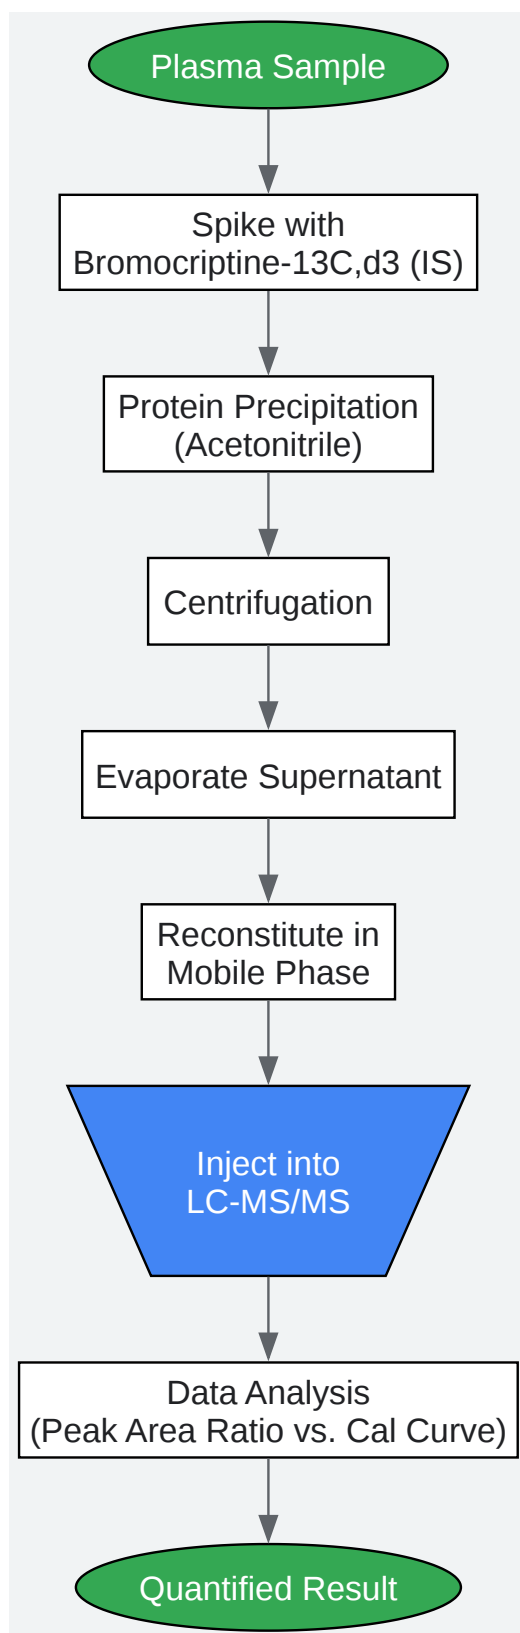 Plasma Sample
Spike with
Bromocriptine-13C,d3 (IS)
Protein Precipitation
(Acetonitrile)
Centrifugation
Evaporate Supernatant
Reconstitute in
Mobile Phase
Inject into
LC-MS/MS
Data Analysis
(Peak Area Ratio vs. Cal Curve)
Quantified Result